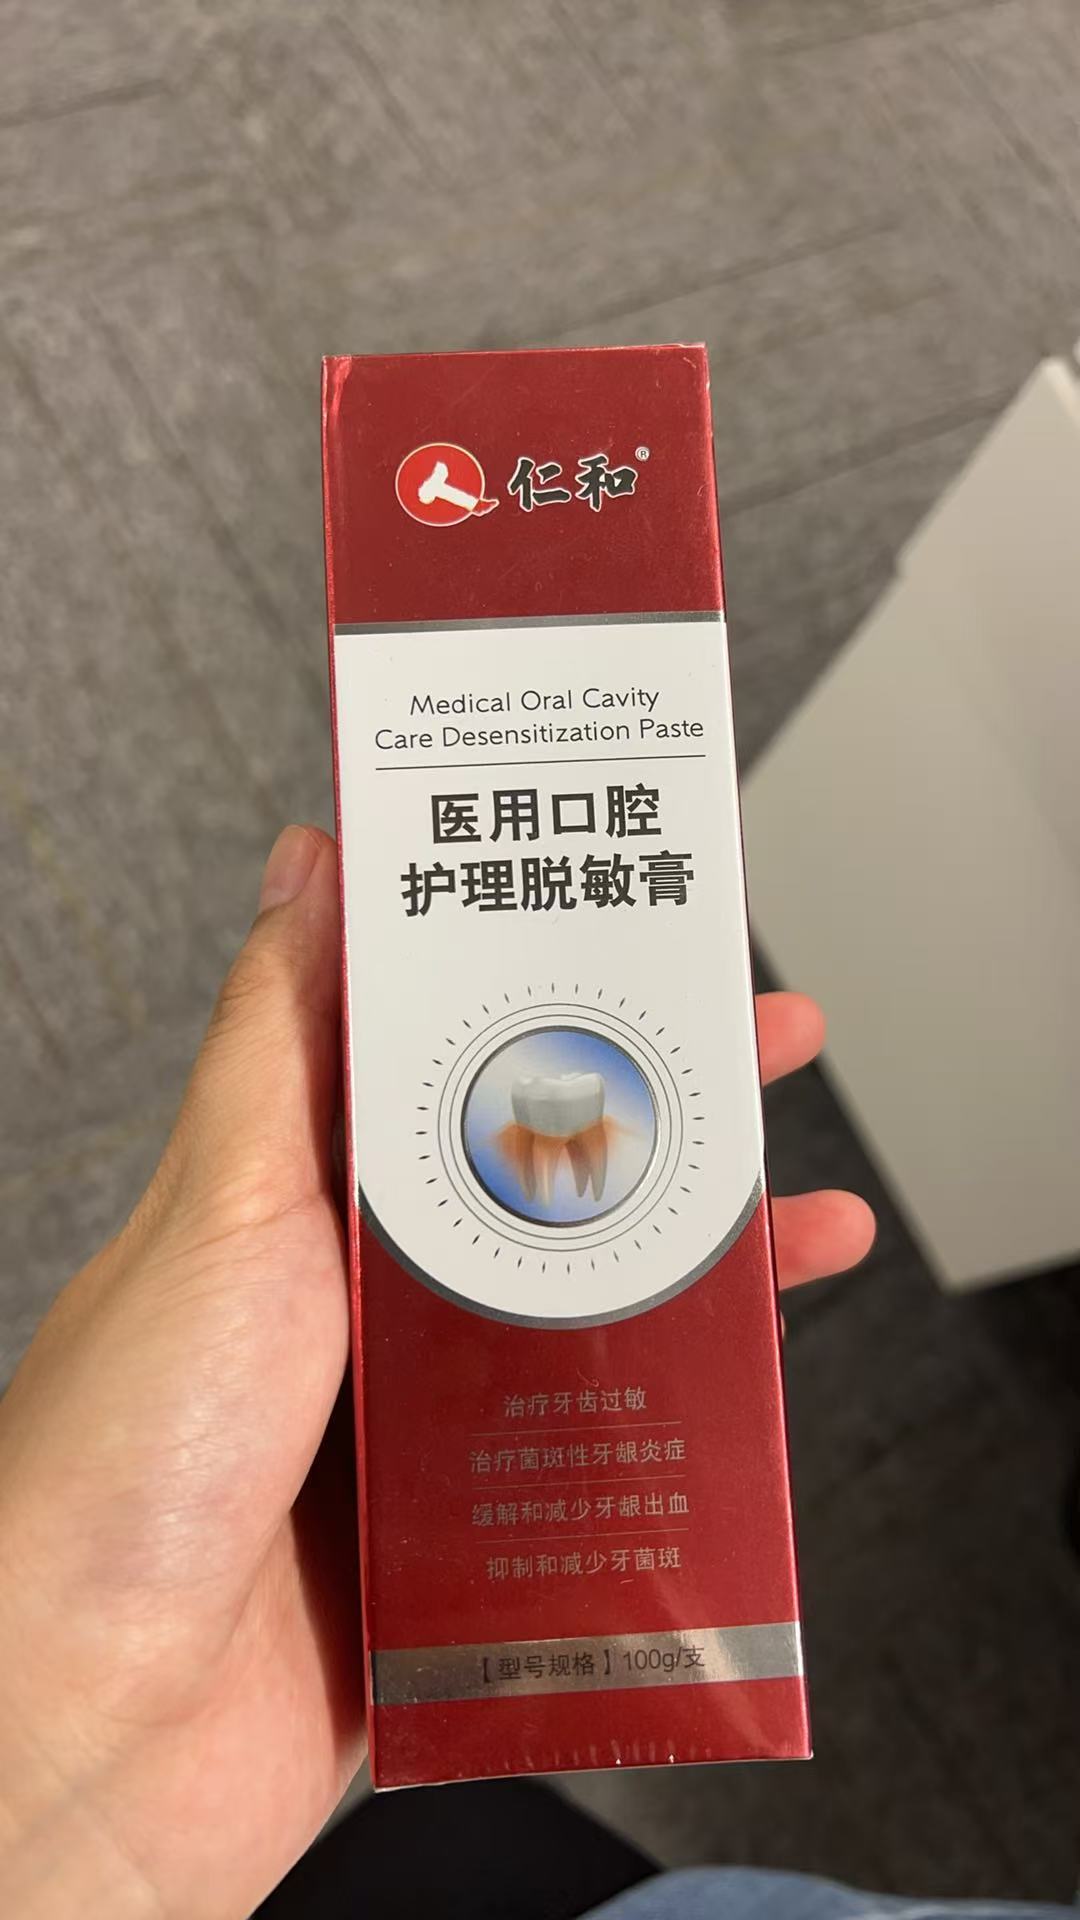 仁和®
Medical Oral Cavity
Care Desensitization Paste
医用口腔
护理脱敏膏
治疗牙齿过敏
治疗菌斑性牙龈炎症
缓解和减少牙龈出血
抑制和减少牙菌斑
【型号规格】100g/支